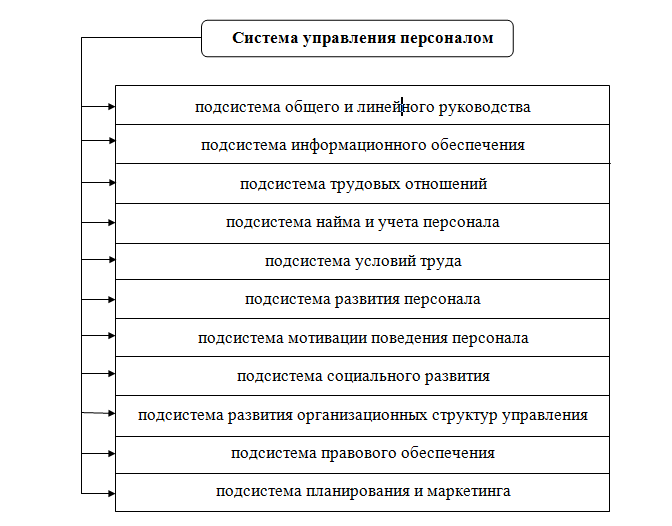 Система управления персоналом
подсистема общего и линейного руководства
подсистема информационного обеспечения
подсистема трудовых отношений
подсистема найма и учета персонала
подсистема условий труда
подсистема развития персонала
подсистема мотивации поведения персонала
подсистема социального развития
подсистема развития организационных структур управления
подсистема правового обеспечения
подсистема планирования и маркетинга